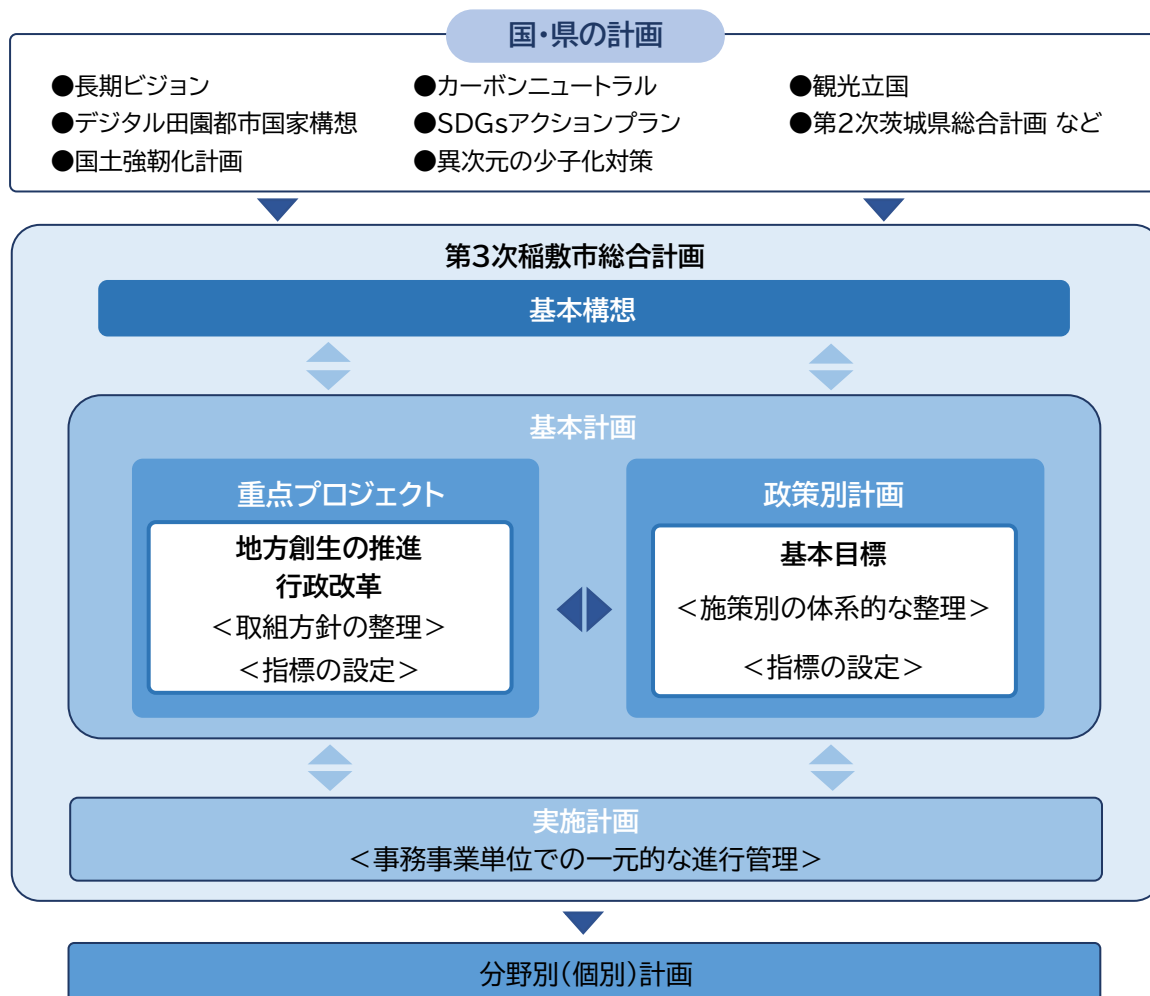 国・県の計画
●長期ビジョン
●デジタル田園都市国家構想
●国土強靭化計画
●カーボンニュートラル
●SDGsアクションプラン
●異次元の少子化対策
●観光立国
●第2次茨城県総合計画 など
第3次稲敷市総合計画
基本構想
基本計画
重点プロジェクト
地方創生の推進
行政改革
＜取組方針の整理＞
＜指標の設定＞
政策別計画
基本目標
＜施策別の体系的な整理＞
＜指標の設定＞
実施計画
＜事務事業単位での一元的な進行管理＞
分野別(個別)計画